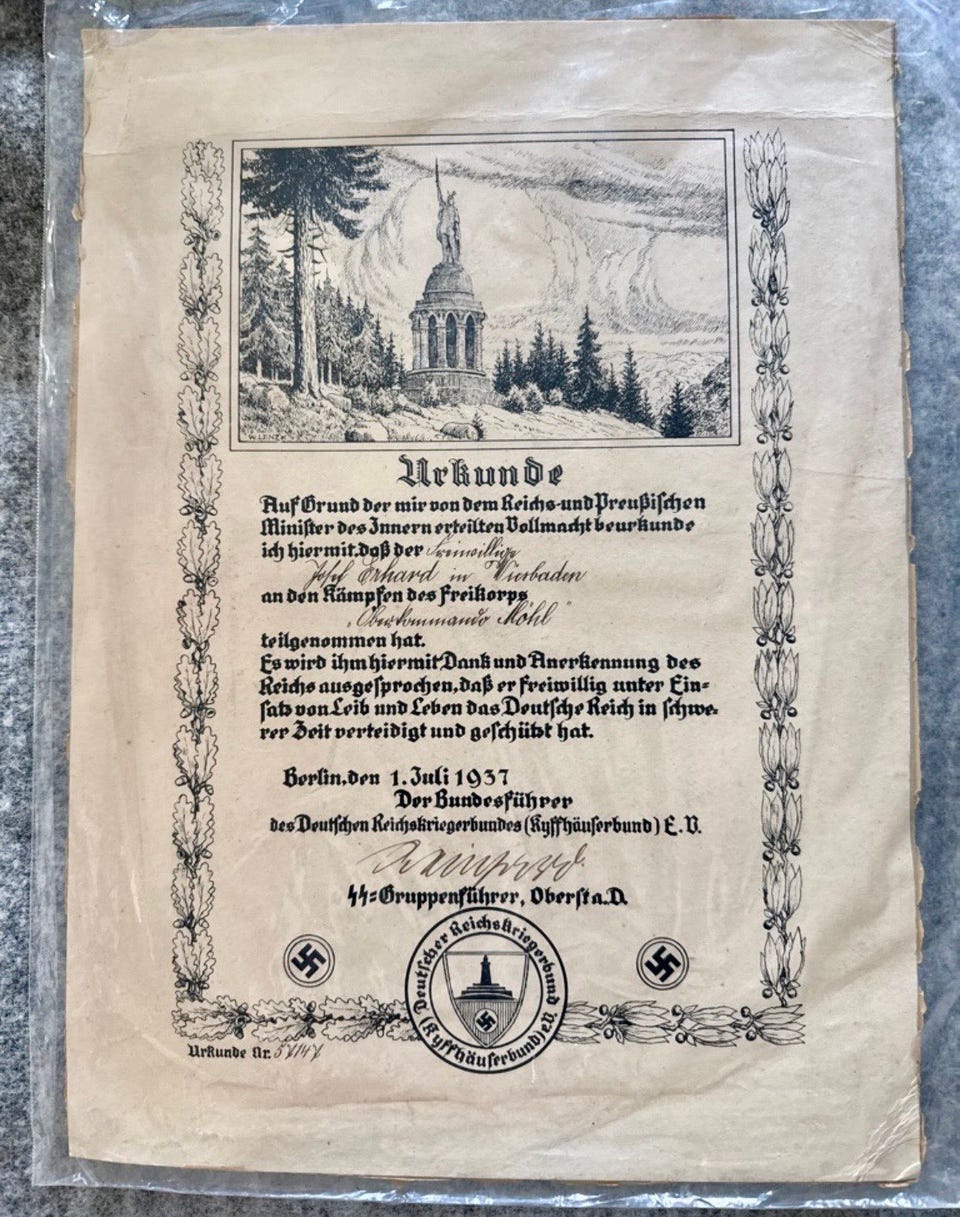 W. LENZ
Urkunde
Auf Grund der mir von dem Reichs- und Preußischen
Minister des Innern erteilten Vollmacht beurkunde
ich hiermit, daß der Freiwillige
Josef Erhard in Wiesbaden
an den Kämpfen des Freikorps
"Oberkommando Möhl"
teilgenommen hat.
Es wird ihm hiermit Dank und Anerkennung des
Reichs ausgesprochen, daß er freiwillig unter Ein=
satz von Leib und Leben das Deutsche Reich in schwe=
rer Zeit verteidigt und geschützt hat.
Berlin, den 1. Juli 1937
Der Bundesführer
des Deutschen Reichskriegerbundes (Kyffhäuserbund) E.V.
Reinhard
SS=Gruppenführer, Oberst a.D.
Deutscher Reichskriegerbund
(Kyffhäuserbund) e.V.
Urkunde Nr.